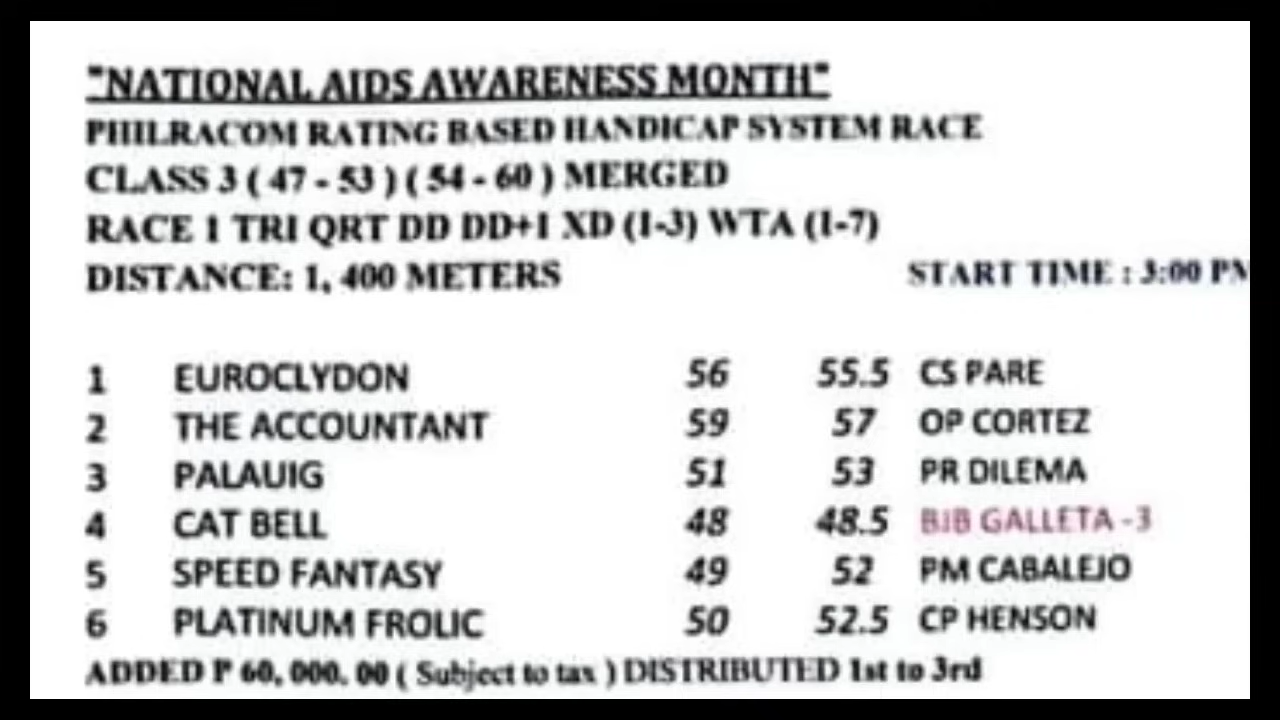 "NATIONAL AIDS AWARENESS MONTH"
PHILRACOM RATING BASED HANDICAP SYSTEM RACE
CLASS 3 ( 47 - 53 ) ( 54 - 60 ) MERGED
RACE 1 TRI QRT DD DD+1 XD (1-3) WTA (1-7)
DISTANCE: 1, 400 METERS START TIME : 3:00 PM
1 EUROCLYDON 56 55.5 CS PARE
2 THE ACCOUNTANT 59 57 OP CORTEZ
3 PALAUIG 51 53 PR DILEMA
4 CAT BELL 48 48.5 BJB GALLETA -3
5 SPEED FANTASY 49 52 PM CABALEJO
6 PLATINUM FROLIC 50 52.5 CP HENSON
ADDED P 60, 000. 00 ( Subject to tax ) DISTRIBUTED 1st to 3rd